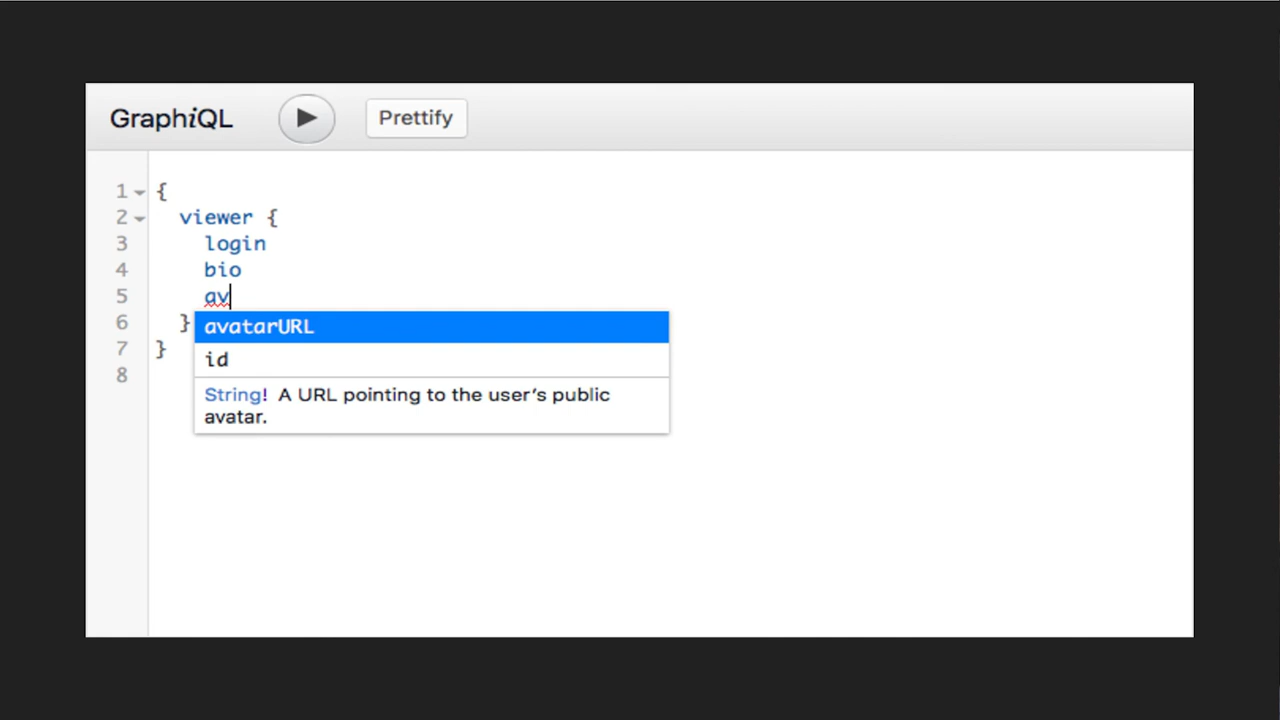 GraphiQL Prettify
1 {
2 viewer {
3 login
4 bio
5 av
6 }
7 }
8
avatarURL
id
String! A URL pointing to the user’s public
avatar.